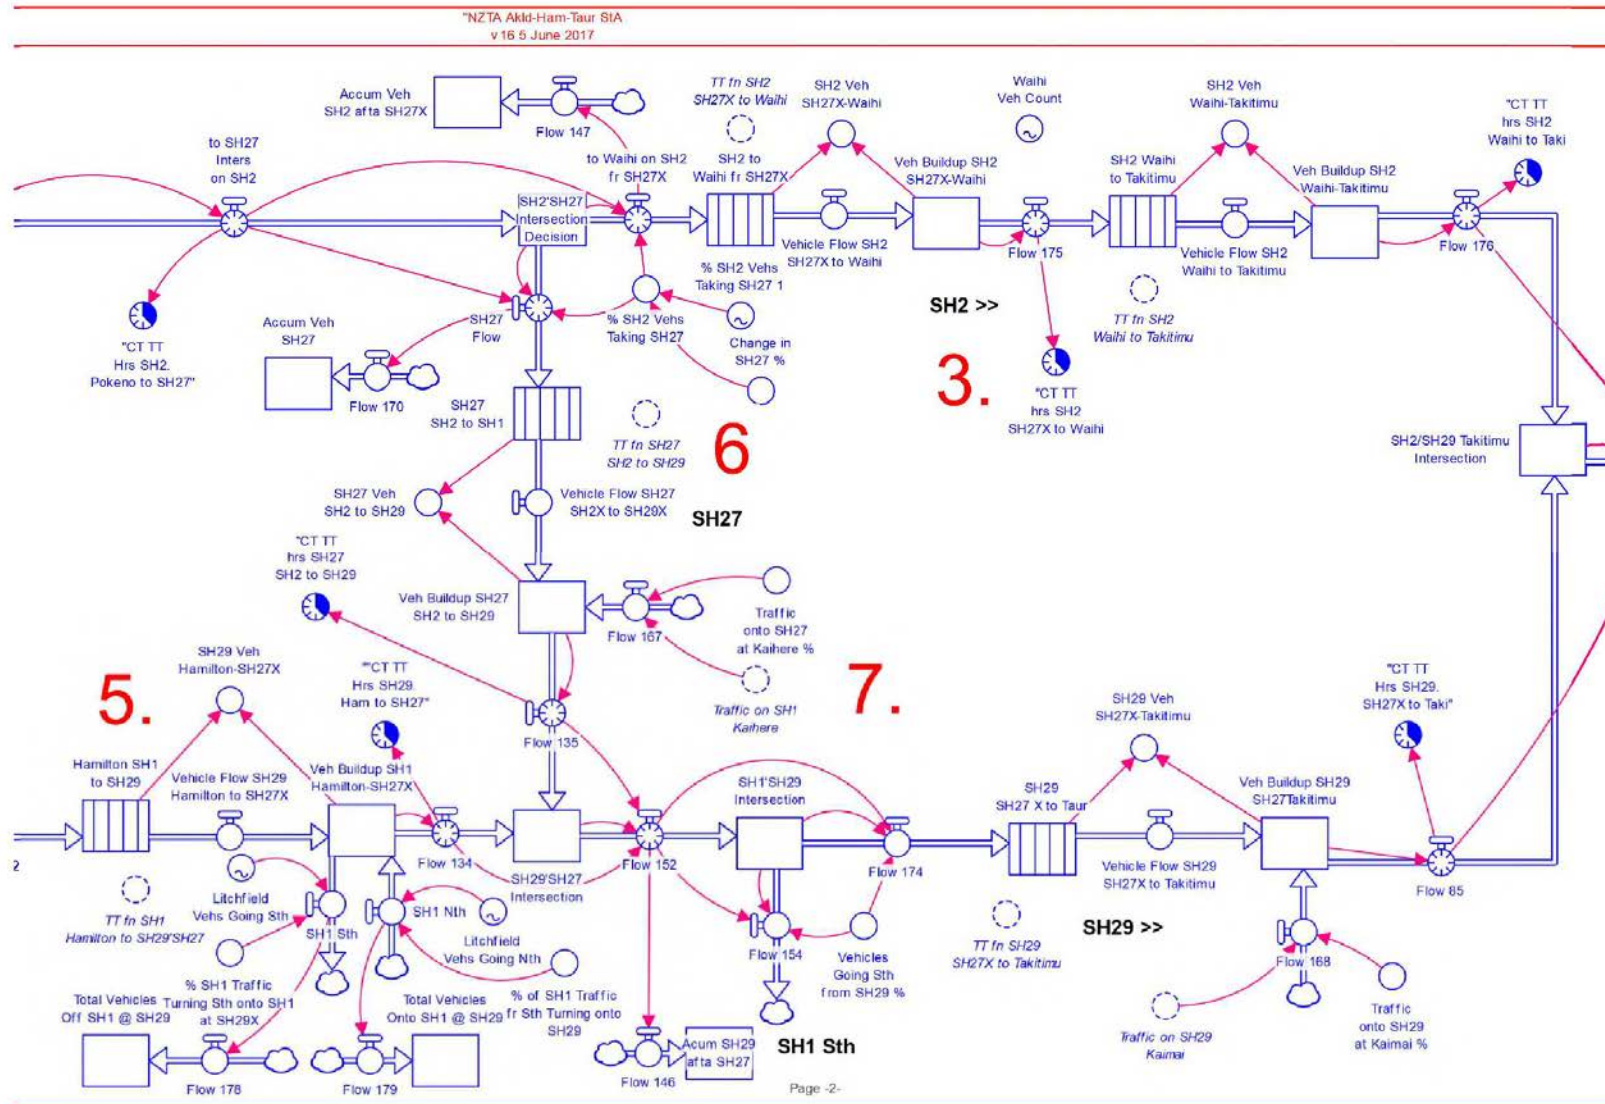 "NZTA Akld-Ham-Taur StA
v16 5 June 2017
Accum Veh
SH2 afta SH27X
Flow 147
TT fn SH2
SH27X to Waihi
SH2 Veh
SH27X-Waihi
Waihi
Veh Count
SH2 Veh
Waihi-Takitimu
"CT TT
hrs SH2
Waihi to Taki
to SH27
Inters
on SH2
to Waihi on SH2
fr SH27X
SH2 to
Waihi fr SH27X
Veh Buildup SH2
SH27X-Waihi
SH2 Waihi
to Takitimu
Veh Buildup SH2
Waihi-Takitimu
SH2'SH27
Intersection
Decision
Vehicle Flow SH2
SH27X to Waihi
Flow 175
Vehicle Flow SH2
Waihi to Takitimu
Flow 176
% SH2 Vehs
Taking SH27 1
SH2 >>
TT fn SH2
Waihi to Takitimu
"CT TT
Hrs SH2.
Pokeno to SH27"
Accum Veh
SH27
SH27
Flow
% SH2 Vehs
Taking SH27
Change in
SH27 %
3.
"CT TT
hrs SH2
SH27X to Waihi
Flow 170
SH27
SH2 to SH1
TT fn SH27
SH2 to SH29
6
SH2/SH29 Takitimu
Intersection
SH27 Veh
SH2 to SH29
Vehicle Flow SH27
SH2X to SH29X
SH27
"CT TT
hrs SH27
SH2 to SH29
Veh Buildup SH27
SH2 to SH29
Flow 167
Traffic
onto SH27
at Kaihere %
Traffic on SH1
Kaihere
5.
SH29 Veh
Hamilton-SH27X
""CT TT
Hrs SH29.
Ham to SH27"
7.
SH29 Veh
SH27X-Takitimu
"CT TT
Hrs SH29.
SH27X to Taki"
Flow 135
Hamilton SH1
to SH29
Vehicle Flow SH29
Hamilton to SH27X
Veh Buildup SH1
Hamilton-SH27X
SH1'SH29
Intersection
SH29
SH27 X to Taur
Veh Buildup SH29
SH27Takitimu
2
Flow 134
Flow 152
Flow 174
Vehicle Flow SH29
SH27X to Takitimu
Flow 85
SH29'SH27
Intersection
TT fn SH1
Hamilton to SH29'SH27
Litchfield
Vehs Going Sth
SH1 Sth
SH1 Nth
Litchfield
Vehs Going Nth
Flow 154
Vehicles
Going Sth
from SH29 %
TT fn SH29
SH27X to Takitimu
SH29 >>
Flow 168
% SH1 Traffic
Turning Sth onto SH1
at SH29X
% of SH1 Traffic
fr Sth Turning onto
SH29
Total Vehicles
Off SH1 @ SH29
Total Vehicles
Onto SH1 @ SH29
Traffic on SH29
Kaimai
Traffic
onto SH29
at Kaimai %
Acum SH29
afta SH27
SH1 Sth
Flow 178
Flow 179
Flow 146
Page -2-